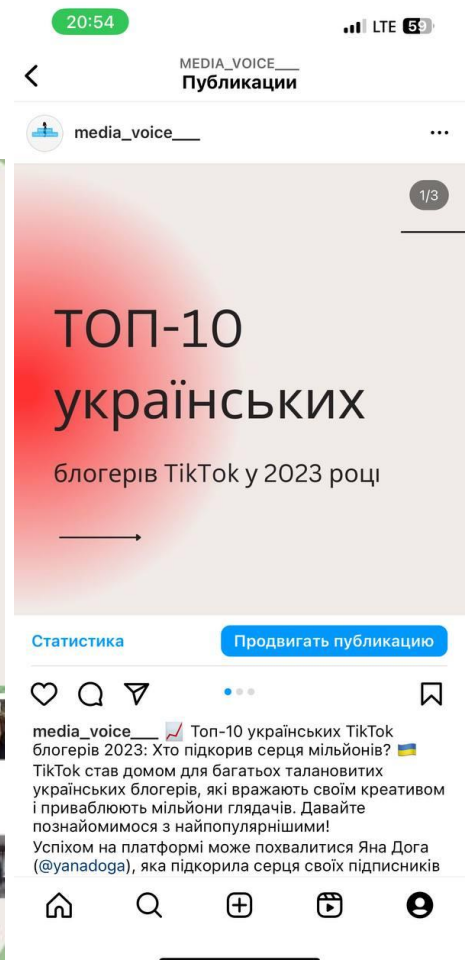 20:54
LTE 59
MEDIA_VOICE___
Публикации
media_voice___
1/3
ТОП-10
українських
блогерів TikTok у 2023 році
Статистика
Продвигать публикацию
media_voice___ 📈 Топ-10 українських TikTok
блогерів 2023: Хто підкорив серця мільйонів? 🇺🇦
TikTok став домом для багатьох талановитих
українських блогерів, які вражають своїм креативом
і приваблюють мільйони глядачів. Давайте
познайомимося з найпопулярнішими!
Успіхом на платформі може похвалитися Яна Дога
(@yanadoga), яка підкорила серця своїх підписників